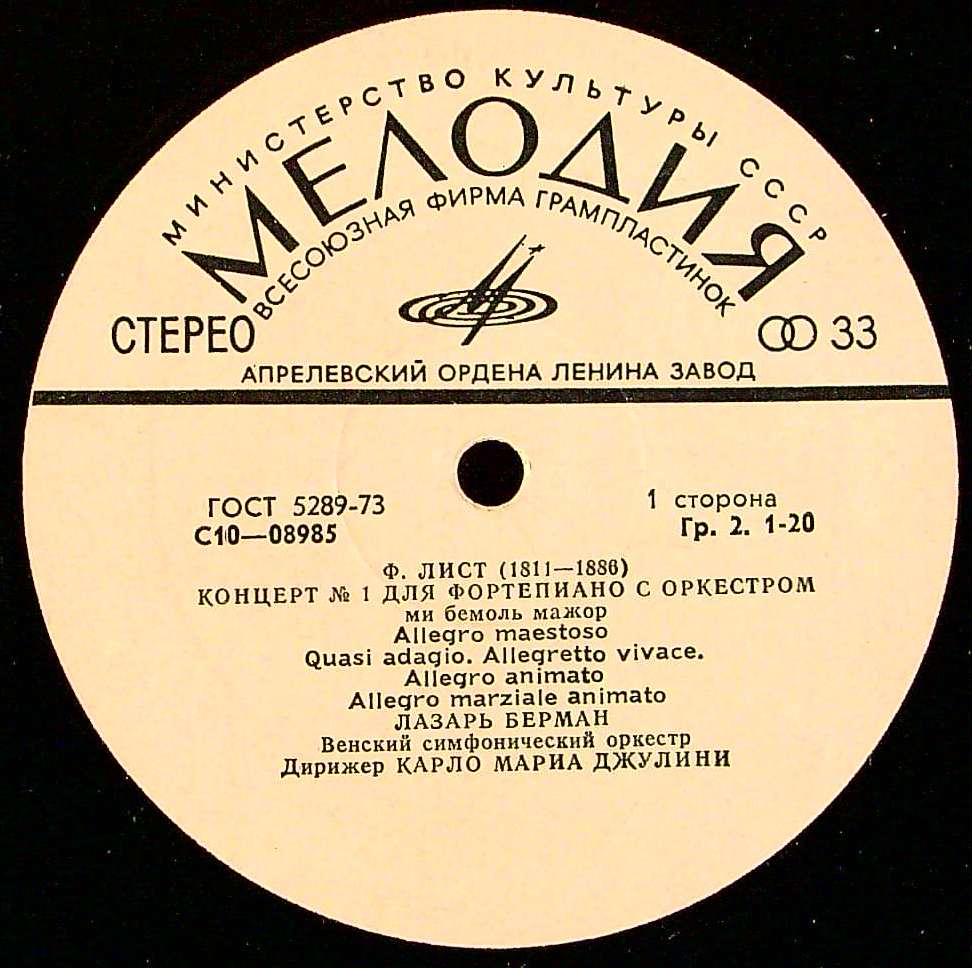 МИНИСТЕРСТВО КУЛЬТУРЫ СССР
МЕЛОДИЯ
ВСЕСОЮЗНАЯ ФИРМА ГРАМПЛАСТИНОК
СТЕРЕО
33
АПРЕЛЕВСКИЙ ОРДЕНА ЛЕНИНА ЗАВОД
ГОСТ 5289-73
1 сторона
С10—08985
Гр. 2. 1-20
Ф. ЛИСТ (1811—1886)
КОНЦЕРТ № 1 ДЛЯ ФОРТЕПИАНО С ОРКЕСТРОМ
ми бемоль мажор
Allegro maestoso
Quasi adagio. Allegretto vivace.
Allegro animato
Allegro marziale animato
ЛАЗАРЬ БЕРМАН
Венский симфонический оркестр
Дирижер КАРЛО МАРИА ДЖУЛИНИ